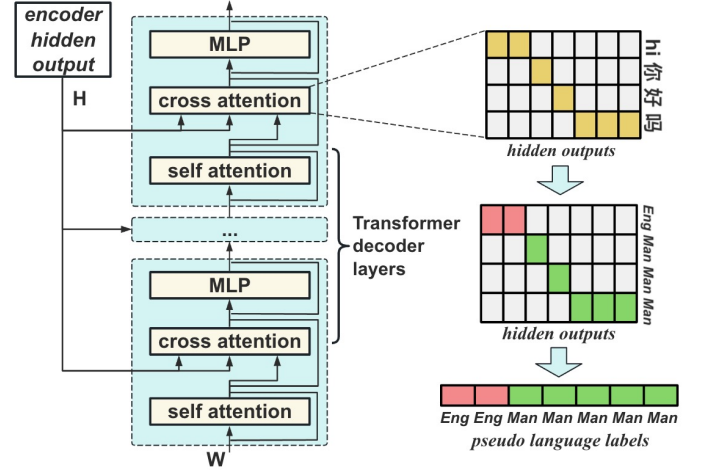 encoder
hidden
output
H
MLP
cross attention
self attention
...
MLP
cross attention
self attention
W
Transformer
decoder
layers
hi 你 好 吗
hidden outputs
Eng Man Man Man
hidden outputs
Eng Eng Man Man Man Man Man
pseudo language labels